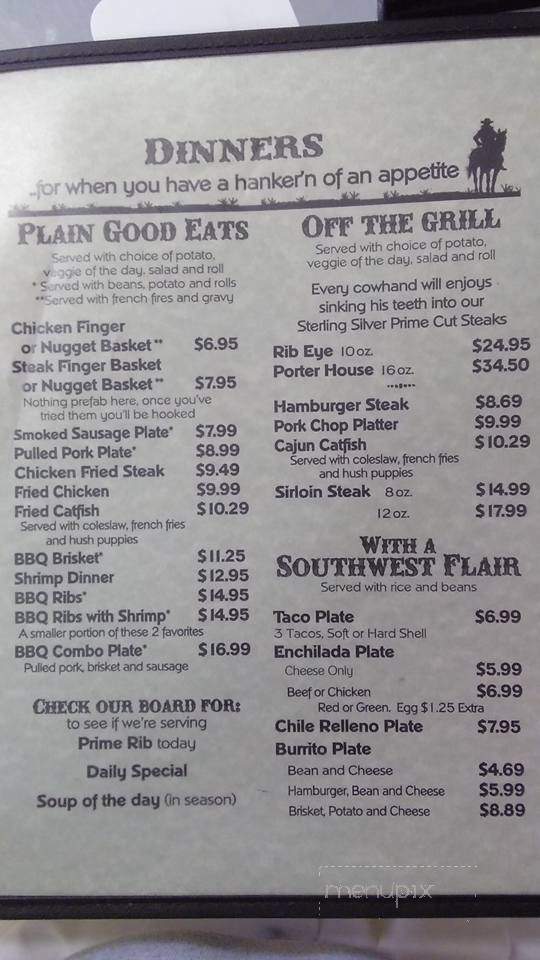 DINNERS
...for when you have a hanker'n of an appetite
PLAIN GOOD EATS
Served with choice of potato,
veggie of the day, salad and roll
* Served with beans, potato and rolls
**Served with french fires and gravy
Chicken Finger
or Nugget Basket** $6.95
Steak Finger Basket
or Nugget Basket** $7.95
Nothing prefab here, once you've
tried them you'll be hooked
Smoked Sausage Plate* $7.99
Pulled Pork Plate* $8.99
Chicken Fried Steak $9.49
Fried Chicken $9.99
Fried Catfish $10.29
Served with coleslaw, french fries
and hush puppies
BBQ Brisket* $11.25
Shrimp Dinner $12.95
BBQ Ribs* $14.95
BBQ Ribs with Shrimp* $14.95
A smaller portion of these 2 favorites
BBQ Combo Plate* $16.99
Pulled pork, brisket and sausage
CHECK OUR BOARD FOR:
to see if we're serving
Prime Rib today
Daily Special
Soup of the day (in season)
OFF THE GRILL
Served with choice of potato,
veggie of the day, salad and roll
Every cowhand will enjoys
sinking his teeth into our
Sterling Silver Prime Cut Steaks
Rib Eye 10 oz. $24.95
Porter House 16 oz. $34.50
Hamburger Steak $8.69
Pork Chop Platter $9.99
Cajun Catfish $10.29
Served with coleslaw, french fries
and hush puppies
Sirloin Steak 8 oz. $14.99
12 oz. $17.99
WITH A
SOUTHWEST FLAIR
Served with rice and beans
Taco Plate $6.99
3 Tacos, Soft or Hard Shell
Enchilada Plate
Cheese Only $5.99
Beef or Chicken $6.99
Red or Green. Egg $1.25 Extra
Chile Relleno Plate $7.95
Burrito Plate
Bean and Cheese $4.69
Hamburger, Bean and Cheese $5.99
Brisket, Potato and Cheese $8.89
menupix